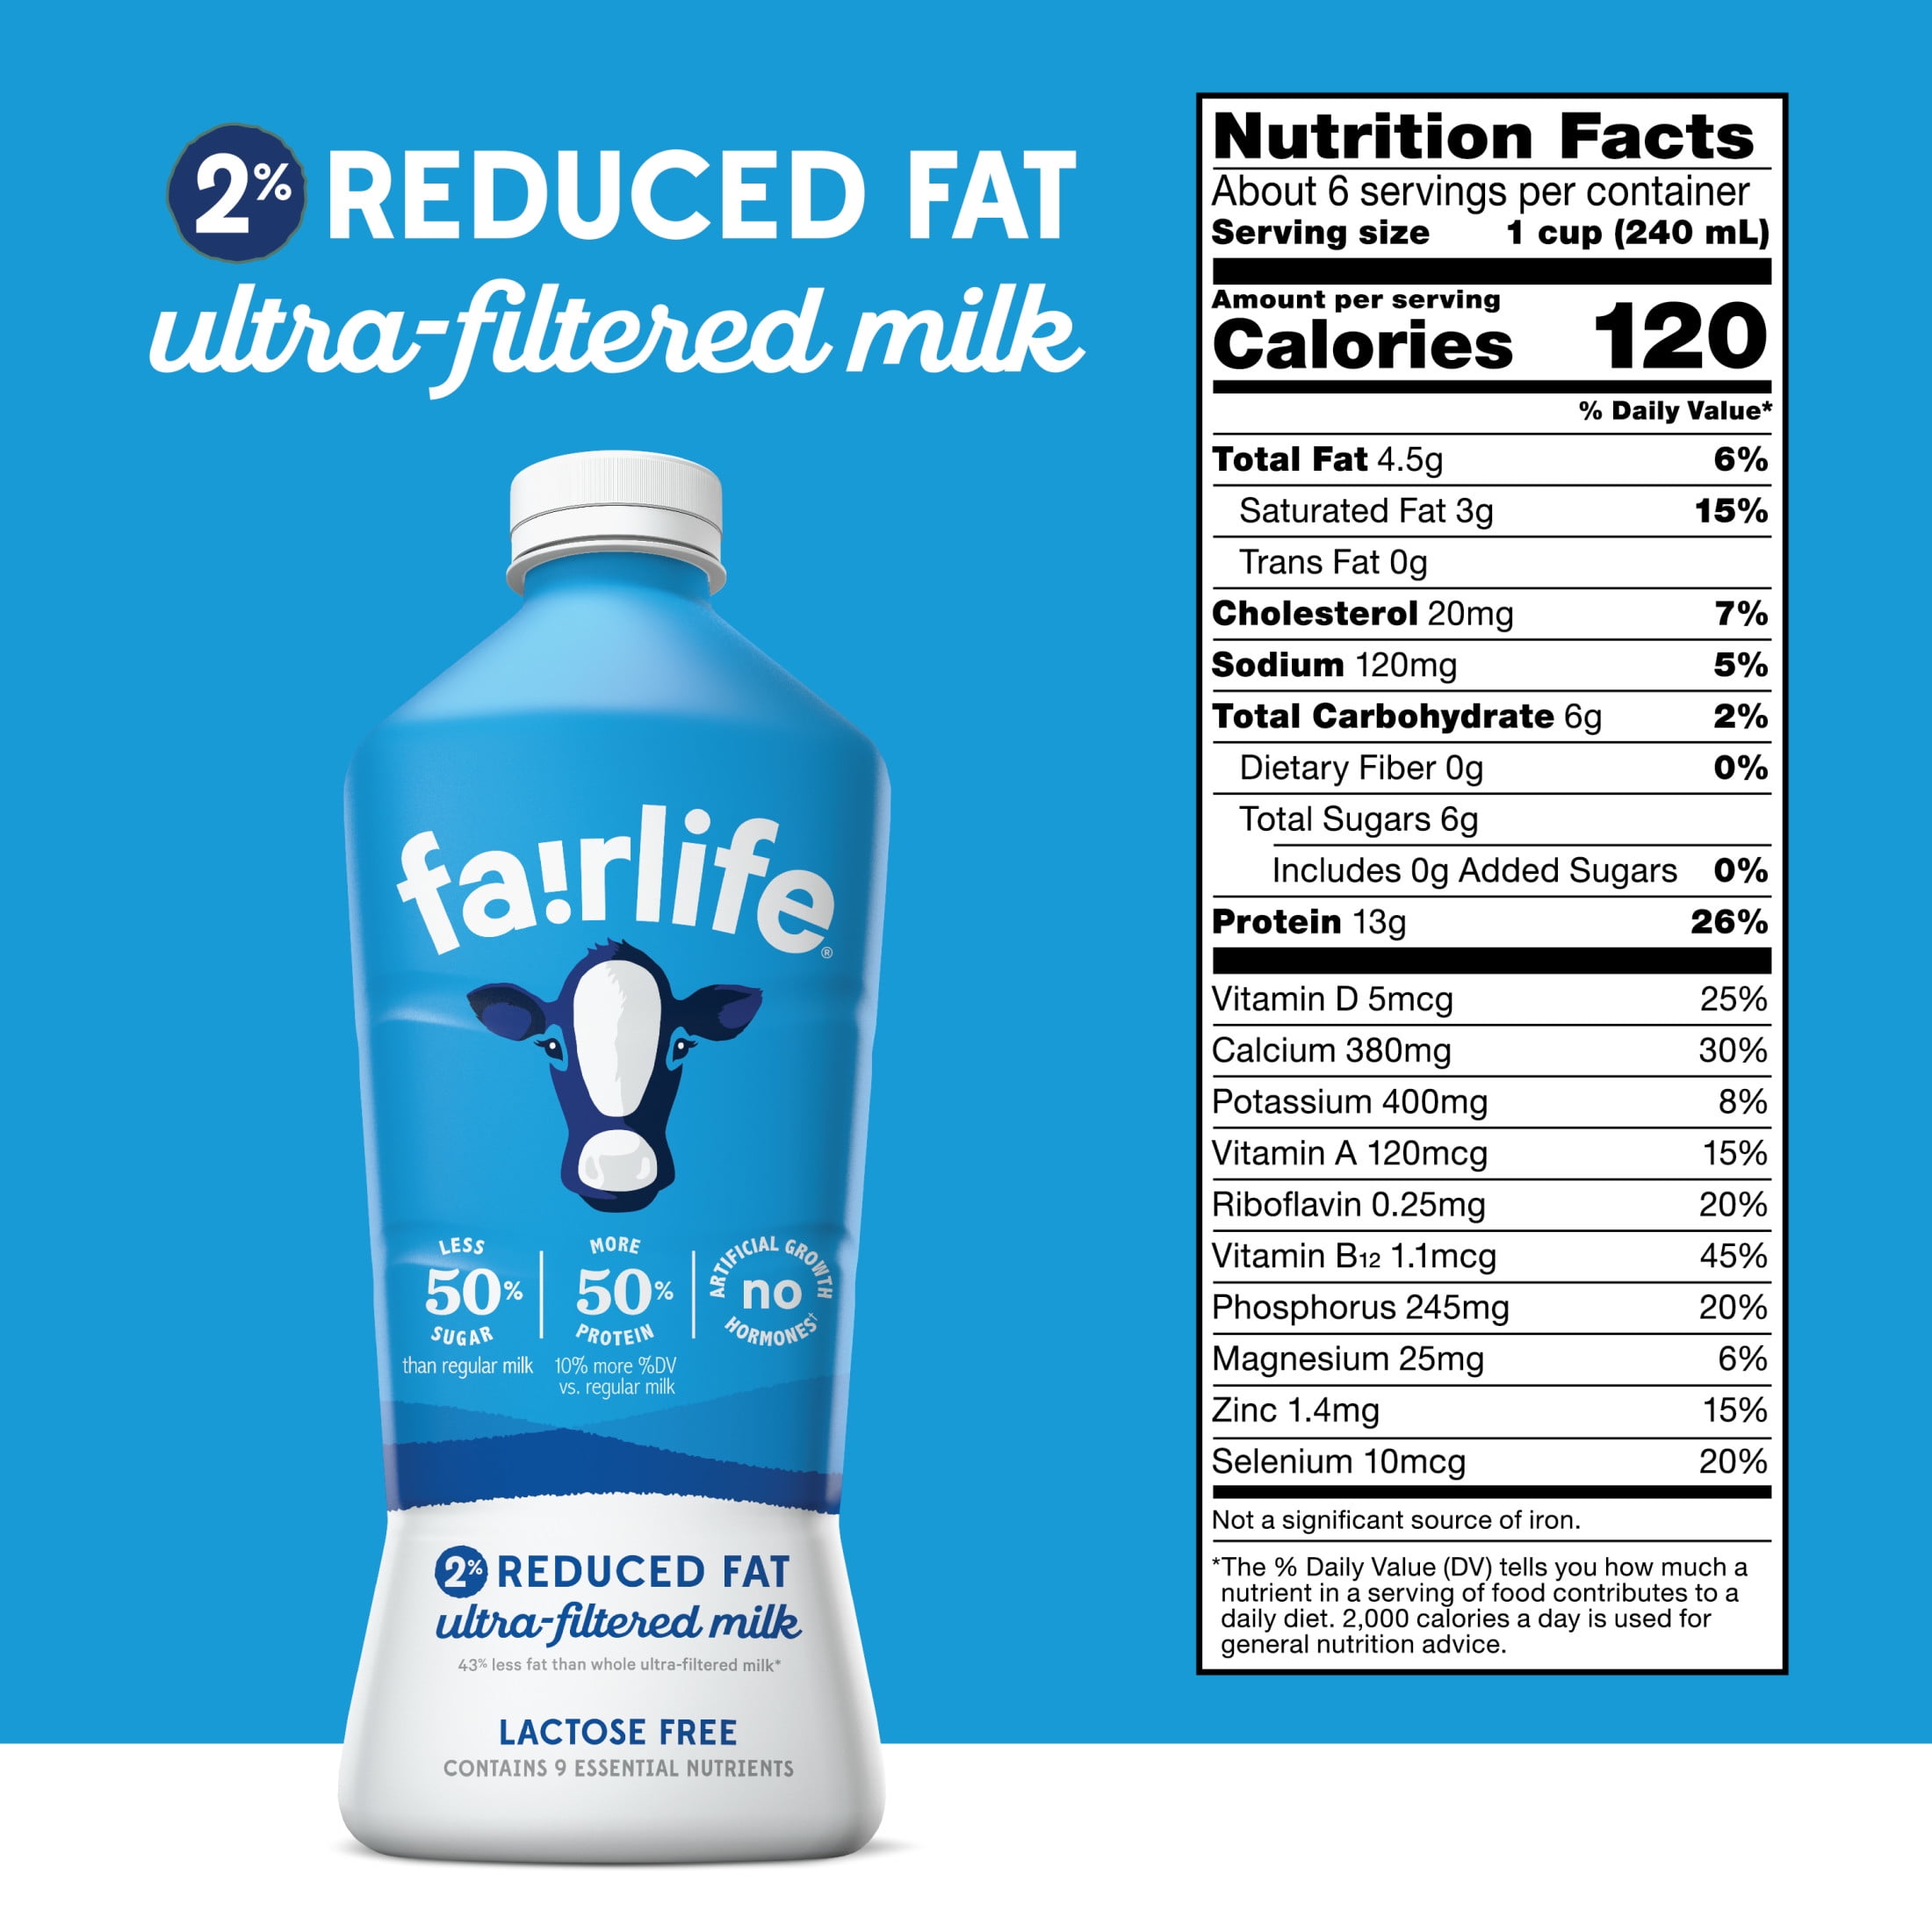 2% REDUCED FAT
ultra-filtered milk
fa!rlife®
LESS
50%
SUGAR
than regular milk
MORE
50%
PROTEIN
10% more %DV
vs. regular milk
ARTIFICIAL GROWTH
no
HORMONES†
2% REDUCED FAT
ultra-filtered milk
43% less fat than whole ultra-filtered milk*
LACTOSE FREE
CONTAINS 9 ESSENTIAL NUTRIENTS
Nutrition Facts
About 6 servings per container
Serving size 1 cup (240 mL)
Amount per serving
Calories 120
% Daily Value*
Total Fat 4.5g 6%
Saturated Fat 3g 15%
Trans Fat 0g
Cholesterol 20mg 7%
Sodium 120mg 5%
Total Carbohydrate 6g 2%
Dietary Fiber 0g 0%
Total Sugars 6g
Includes 0g Added Sugars 0%
Protein 13g 26%
Vitamin D 5mcg 25%
Calcium 380mg 30%
Potassium 400mg 8%
Vitamin A 120mcg 15%
Riboflavin 0.25mg 20%
Vitamin B12 1.1mcg 45%
Phosphorus 245mg 20%
Magnesium 25mg 6%
Zinc 1.4mg 15%
Selenium 10mcg 20%
Not a significant source of iron.
*The % Daily Value (DV) tells you how much a
nutrient in a serving of food contributes to a
daily diet. 2,000 calories a day is used for
general nutrition advice.